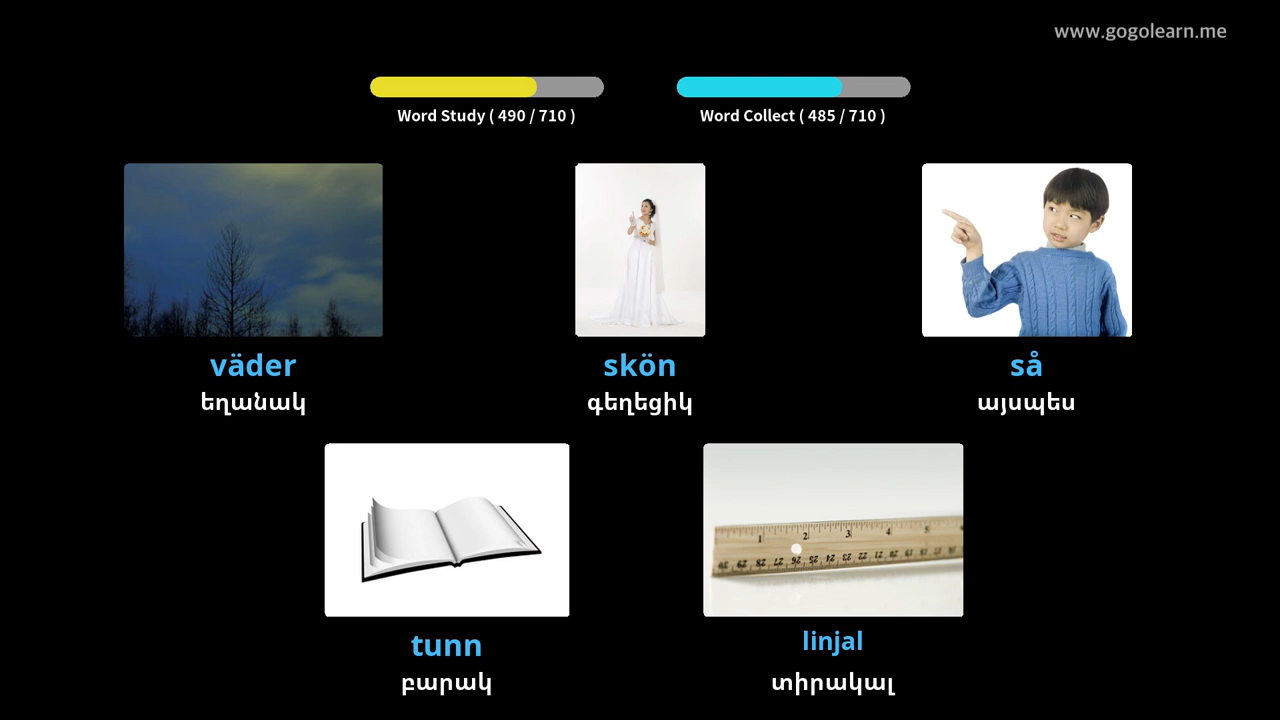 www.gogolearn.me
Word Study ( 490 / 710 )
Word Collect ( 485 / 710 )
väder
եղանակ
skön
գեղեցիկ
så
այսպես
tunn
բարակ
linjal
տիրակալ